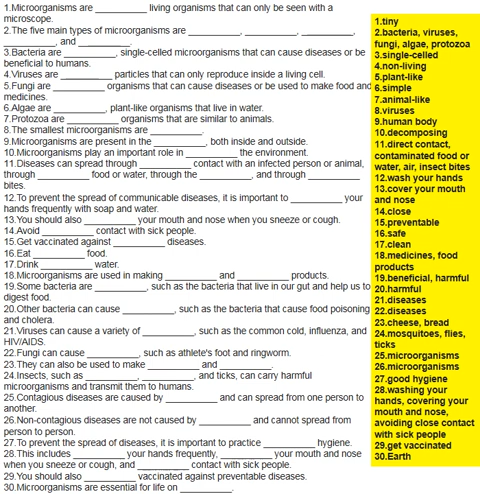 1.Microorganisms are __________ living organisms that can only be seen with a
microscope.
2.The five main types of microorganisms are __________, __________, __________,
__________, and __________.
3.Bacteria are __________, single-celled microorganisms that can cause diseases or be
beneficial to humans.
4.Viruses are __________ particles that can only reproduce inside a living cell.
5.Fungi are __________ organisms that can cause diseases or be used to make food and
medicines.
6.Algae are __________, plant-like organisms that live in water.
7.Protozoa are __________ organisms that are similar to animals.
8.The smallest microorganisms are __________.
9.Microorganisms are present in the __________, both inside and outside.
10.Microorganisms play an important role in __________ the environment.
11.Diseases can spread through __________ contact with an infected person or animal,
through __________ food or water, through the __________, and through __________
bites.
12.To prevent the spread of communicable diseases, it is important to __________ your
hands frequently with soap and water.
13.You should also __________ your mouth and nose when you sneeze or cough.
14.Avoid __________ contact with sick people.
15.Get vaccinated against __________ diseases.
16.Eat __________ food.
17.Drink __________ water.
18.Microorganisms are used in making __________ and __________ products.
19.Some bacteria are __________, such as the bacteria that live in our gut and help us to
digest food.
20.Other bacteria can cause __________, such as the bacteria that cause food poisoning
and cholera.
21.Viruses can cause a variety of __________, such as the common cold, influenza, and
HIV/AIDS.
22.Fungi can cause __________, such as athlete's foot and ringworm.
23.They can also be used to make __________ and __________.
24.Insects, such as __________, __________, and ticks, can carry harmful
microorganisms and transmit them to humans.
25.Contagious diseases are caused by __________ and can spread from one person to
another.
26.Non-contagious diseases are not caused by __________ and cannot spread from
person to person.
27.To prevent the spread of diseases, it is important to practice __________ hygiene.
28.This includes __________ your hands frequently, __________ your mouth and nose
when you sneeze or cough, and __________ contact with sick people.
29.You should also __________ vaccinated against preventable diseases.
30.Microorganisms are essential for life on __________.
1.tiny
2.bacteria, viruses,
fungi, algae, protozoa
3.single-celled
4.non-living
5.plant-like
6.simple
7.animal-like
8.viruses
9.human body
10.decomposing
11.direct contact,
contaminated food or
water, air, insect bites
12.wash your hands
13.cover your mouth
and nose
14.close
15.preventable
16.safe
17.clean
18.medicines, food
products
19.beneficial, harmful
20.harmful
21.diseases
22.diseases
23.cheese, bread
24.mosquitoes, flies,
ticks
25.microorganisms
26.microorganisms
27.good hygiene
28.washing your
hands, covering your
mouth and nose,
avoiding close contact
with sick people
29.get vaccinated
30.Earth